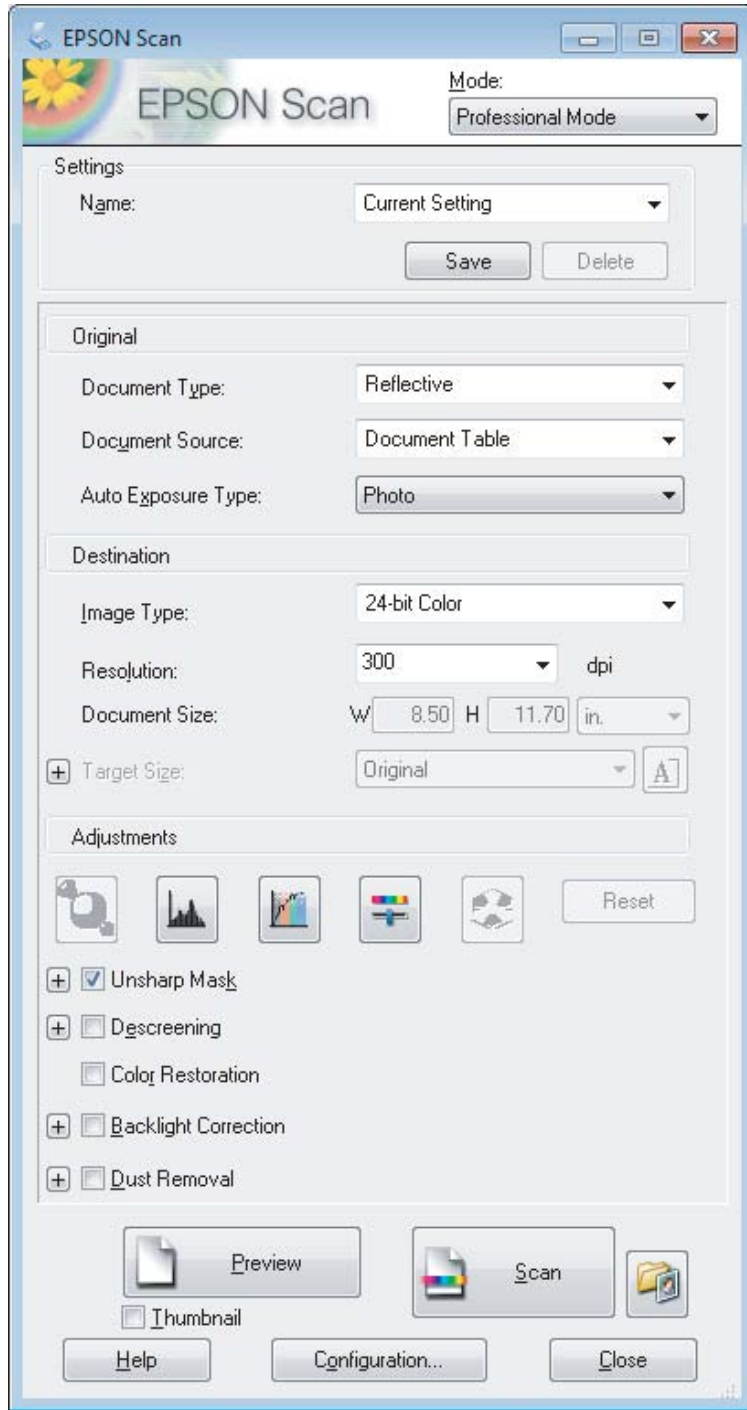 EPSON Scan
EPSON Scan
Mode:
Professional Mode
Settings
Name:
Current Setting
Save
Delete
Original
Document Type:
Reflective
Document Source:
Document Table
Auto Exposure Type:
Photo
Destination
Image Type:
24-bit Color
Resolution:
300
dpi
Document Size:
W 8.50 H 11.70 in.
Target Size:
Original
A
Adjustments
Reset
Unsharp Mask
Descreening
Color Restoration
Backlight Correction
Dust Removal
Preview
Scan
Thumbnail
Help
Configuration...
Close